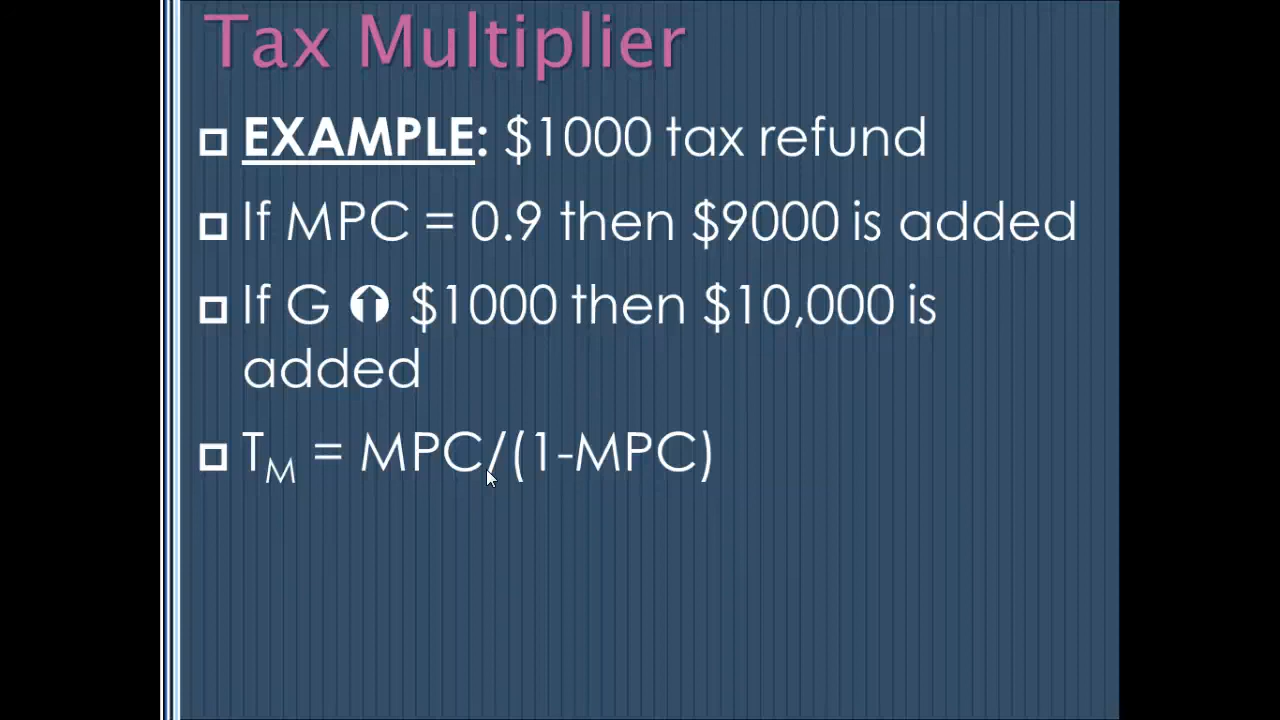 Tax Multiplier
EXAMPLE: $1000 tax refund
If MPC = 0.9 then $9000 is added
If G ⬆ $1000 then $10,000 is
added
TM = MPC/(1-MPC)